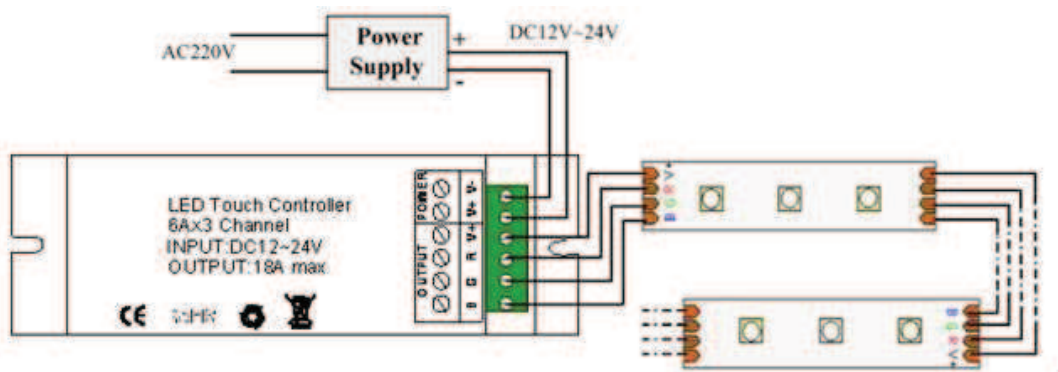 AC220V
Power
Supply
+
-
DC12V~24V
LED Touch Controller
6A×3 Channel
INPUT:DC12~24V
OUTPUT:18A max
CE
POWER
OUTPUT
V-
V+
V+
R
G
B
V+
R
G
B
B
G
R
V+